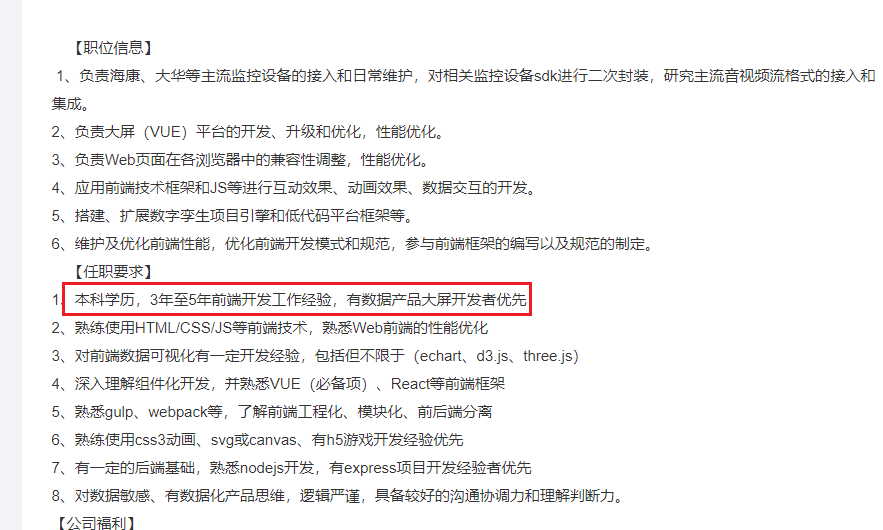 【职位信息】
1、负责海康、大华等主流监控设备的接入和日常维护，对相关监控设备sdk进行二次封装，研究主流音视频流格式的接入和
集成。
2、负责大屏（VUE）平台的开发、升级和优化，性能优化。
3、负责Web页面在各浏览器中的兼容性调整，性能优化。
4、应用前端技术框架和JS等进行互动效果、动画效果、数据交互的开发。
5、搭建、扩展数字孪生项目引擎和低代码平台框架等。
6、维护及优化前端性能，优化前端开发模式和规范，参与前端框架的编写以及规范的制定。
【任职要求】
1、本科学历，3年至5年前端开发工作经验，有数据产品大屏开发者优先
2、熟练使用HTML/CSS/JS等前端技术，熟悉Web前端的性能优化
3、对前端数据可视化有一定开发经验，包括但不限于（echart、d3.js、three.js）
4、深入理解组件化开发，并熟悉VUE（必备项）、React等前端框架
5、熟悉gulp、webpack等，了解前端工程化、模块化、前后端分离
6、熟练使用css3动画、svg或canvas、有h5游戏开发经验优先
7、有一定的后端基础，熟悉nodejs开发，有express项目开发经验者优先
8、对数据敏感、有数据化产品思维，逻辑严谨，具备较好的沟通协调力和理解判断力。
【公司福利】